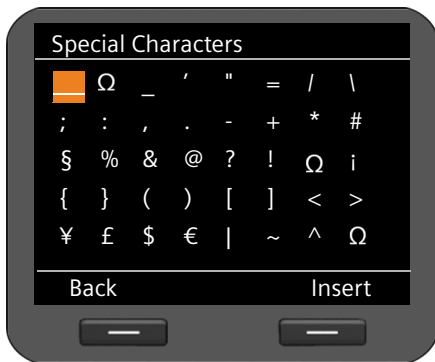 Special Characters
Ω _ ' " = / \
; : , . - + * #
§ % & @ ? ! Ω i
{ } ( ) [ ] < >
¥ £ $ € | ~ ^ Ω
Back Insert